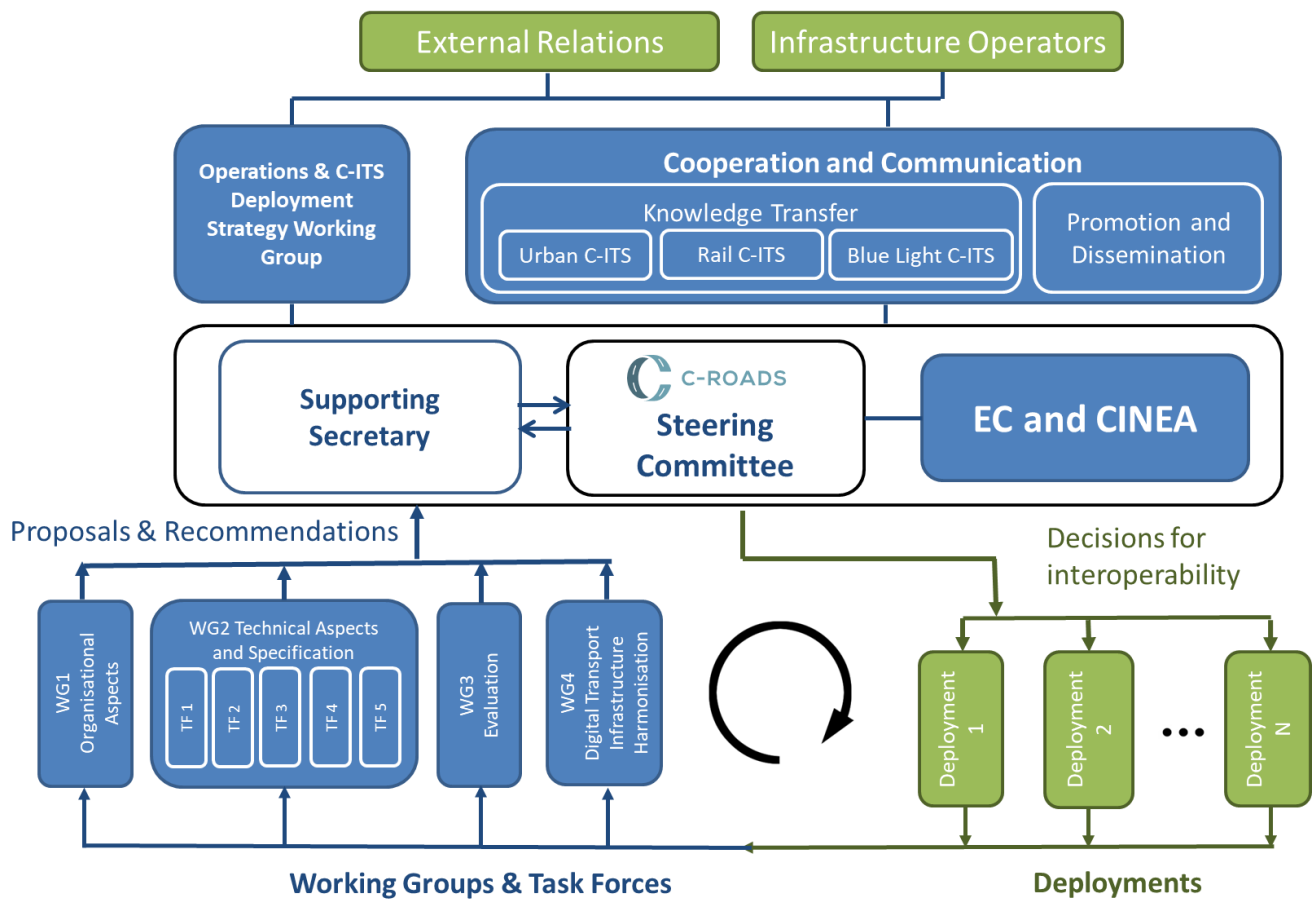 External Relations
Infrastructure Operators
Operations & C-ITS
Deployment
Strategy Working
Group
Cooperation and Communication
Knowledge Transfer
Urban C-ITS
Rail C-ITS
Blue Light C-ITS
Promotion and
Dissemination
Supporting
Secretary
C-ROADS
Steering
Committee
EC and CINEA
Proposals & Recommendations
Decisions for
interoperability
WG1
Organisational
Aspects
WG2 Technical Aspects
and Specification
TF 1
TF 2
TF 3
TF 4
TF 5
WG3
Evaluation
WG4
Digital Transport
Infrastructure
Harmonisation
Deployment
1
Deployment
2
...
Deployment
N
Working Groups & Task Forces
Deployments